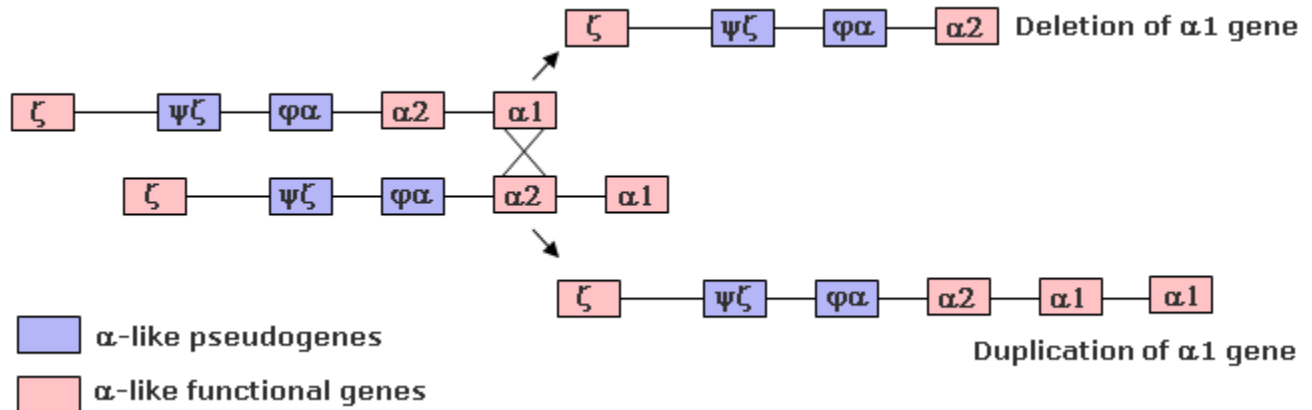 ζ ψζ φα α2 Deletion of α1 gene
ζ ψζ φα α2 α1
ζ ψζ φα α2 α1
ζ ψζ φα α2 α1 α1
α-like pseudogenes
Duplication of α1 gene
α-like functional genes